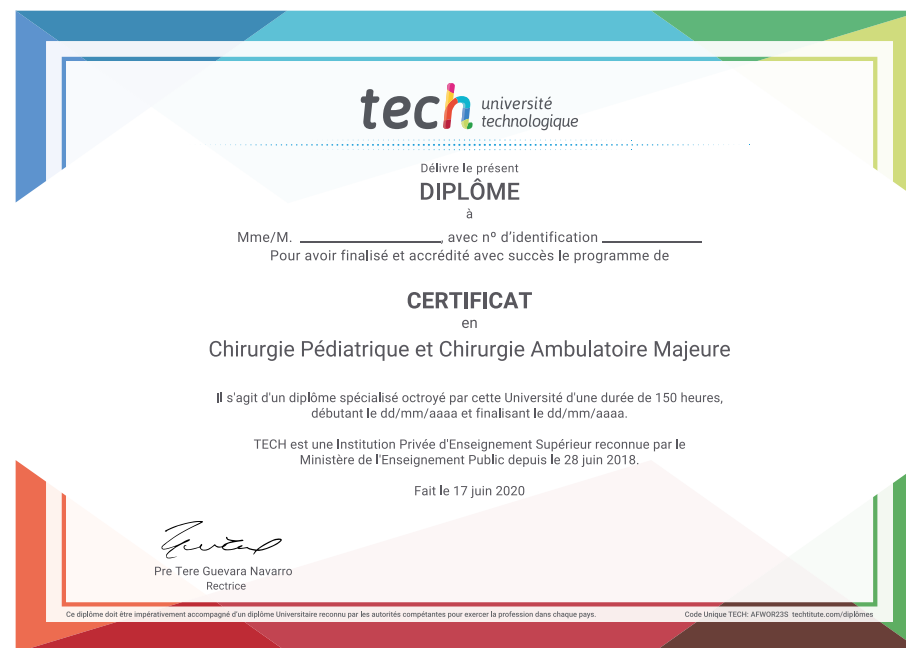 tech université
technologique
Délivre le présent
DIPLÔME
à
Mme/M. ____________________, avec nº d'identification ______________
Pour avoir finalisé et accrédité avec succès le programme de
CERTIFICAT
en
Chirurgie Pédiatrique et Chirurgie Ambulatoire Majeure
Il s'agit d'un diplôme spécialisé octroyé par cette Université d'une durée de 150 heures,
débutant le dd/mm/aaaa et finalisant le dd/mm/aaaa.
TECH est une Institution Privée d'Enseignement Supérieur reconnue par le
Ministère de l'Enseignement Public depuis le 28 juin 2018.
Fait le 17 juin 2020
Pre Tere Guevara Navarro
Rectrice
Ce diplôme doit être impérativement accompagné d'un diplôme Universitaire reconnu par les autorités compétentes pour exercer la profession dans chaque pays. Code Unique TECH: AFWOR23S techtitute.com/diplômes